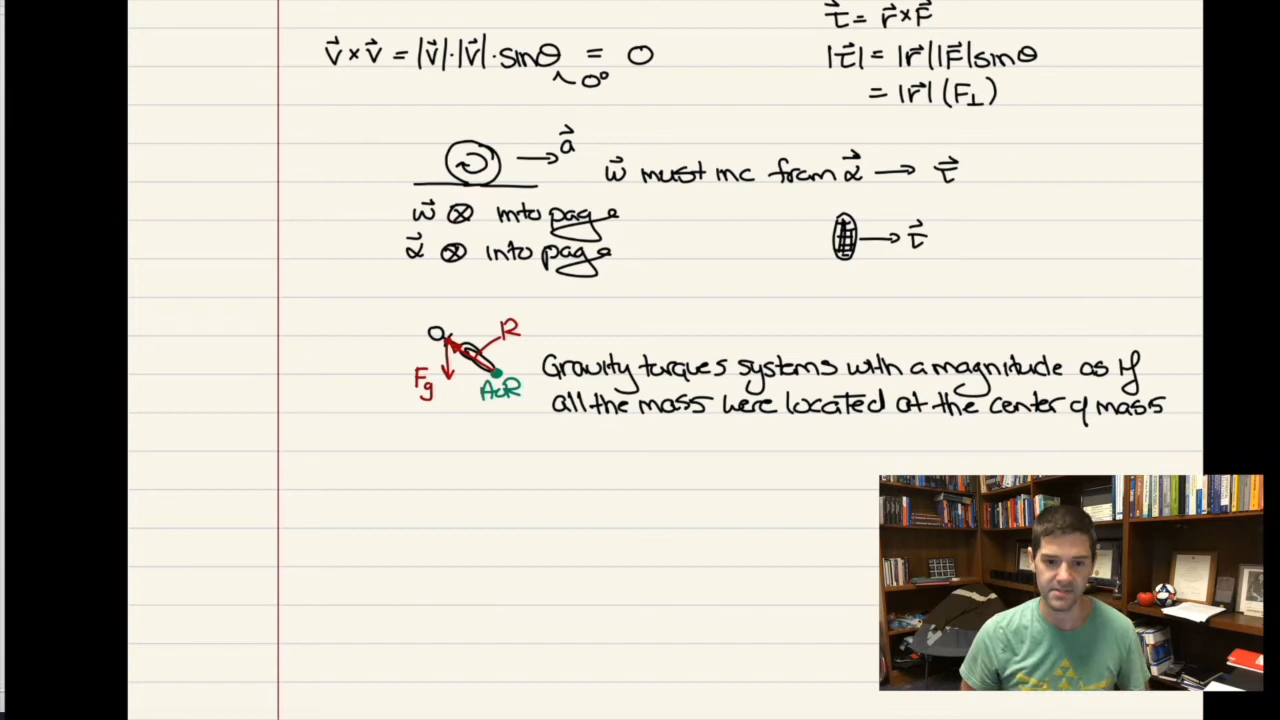 τ⃗ = r⃗ × F⃗
v⃗ × v⃗ = |v⃗|·|v⃗|·sinθ = 0
0°
|τ⃗| = |r⃗||F⃗|sinθ
= |r⃗|(F⊥)
a⃗
ω⃗ must inc from α⃗ → τ⃗
ω⃗ ⊗ into page
α⃗ ⊗ into page
→ τ⃗
R
Fg
AoR
Gravity torques systems with a magnitude as if
all the mass were located at the center of mass